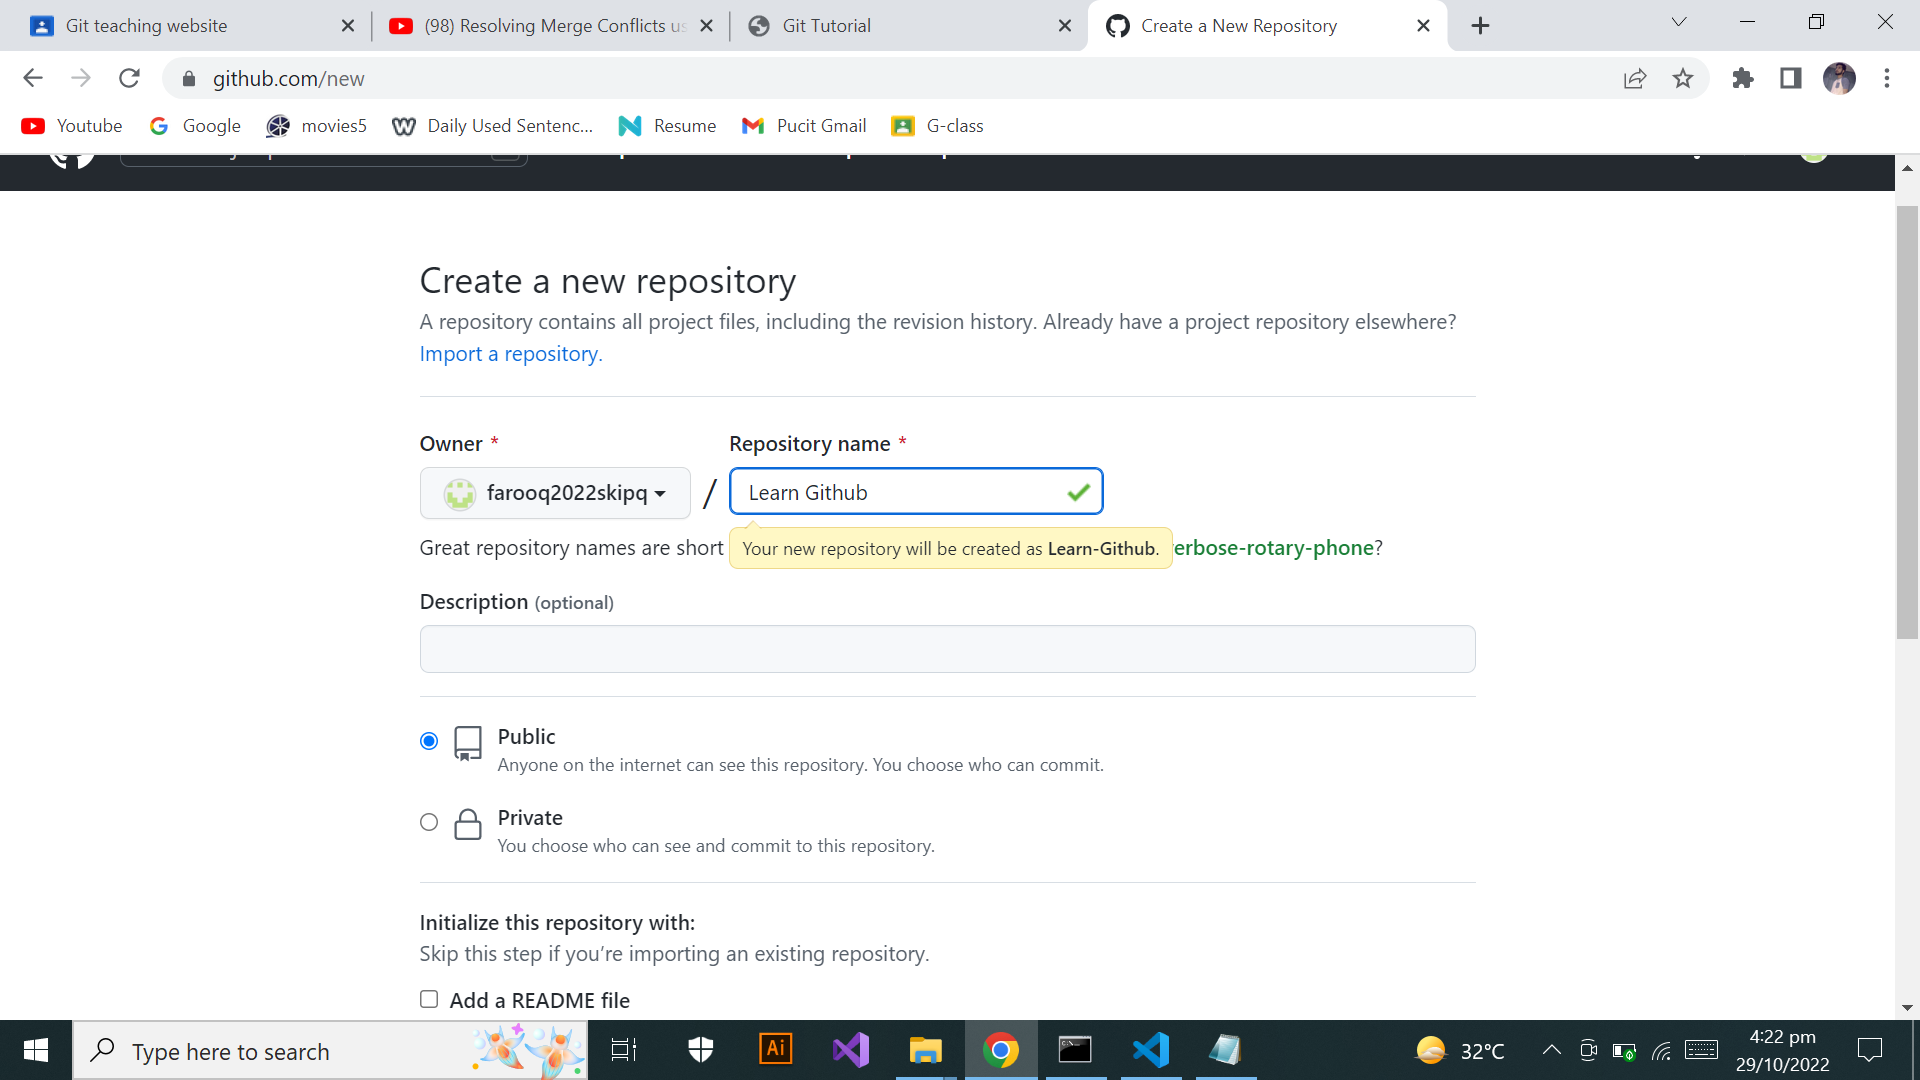 Git teaching website
(98) Resolving Merge Conflicts us
Git Tutorial
Create a New Repository
github.com/new
Youtube
Google
movies5
Daily Used Sentenc...
Resume
Pucit Gmail
G-class
Create a new repository
A repository contains all project files, including the revision history. Already have a project repository elsewhere?
Import a repository.
Owner *
Repository name *
farooq2022skipq
/
Learn Github
Great repository names are short
Your new repository will be created as Learn-Github.
erbose-rotary-phone?
Description (optional)
Public
Anyone on the internet can see this repository. You choose who can commit.
Private
You choose who can see and commit to this repository.
Initialize this repository with:
Skip this step if you're importing an existing repository.
Add a README file
Type here to search
Ai
32°C
4:22 pm
29/10/2022